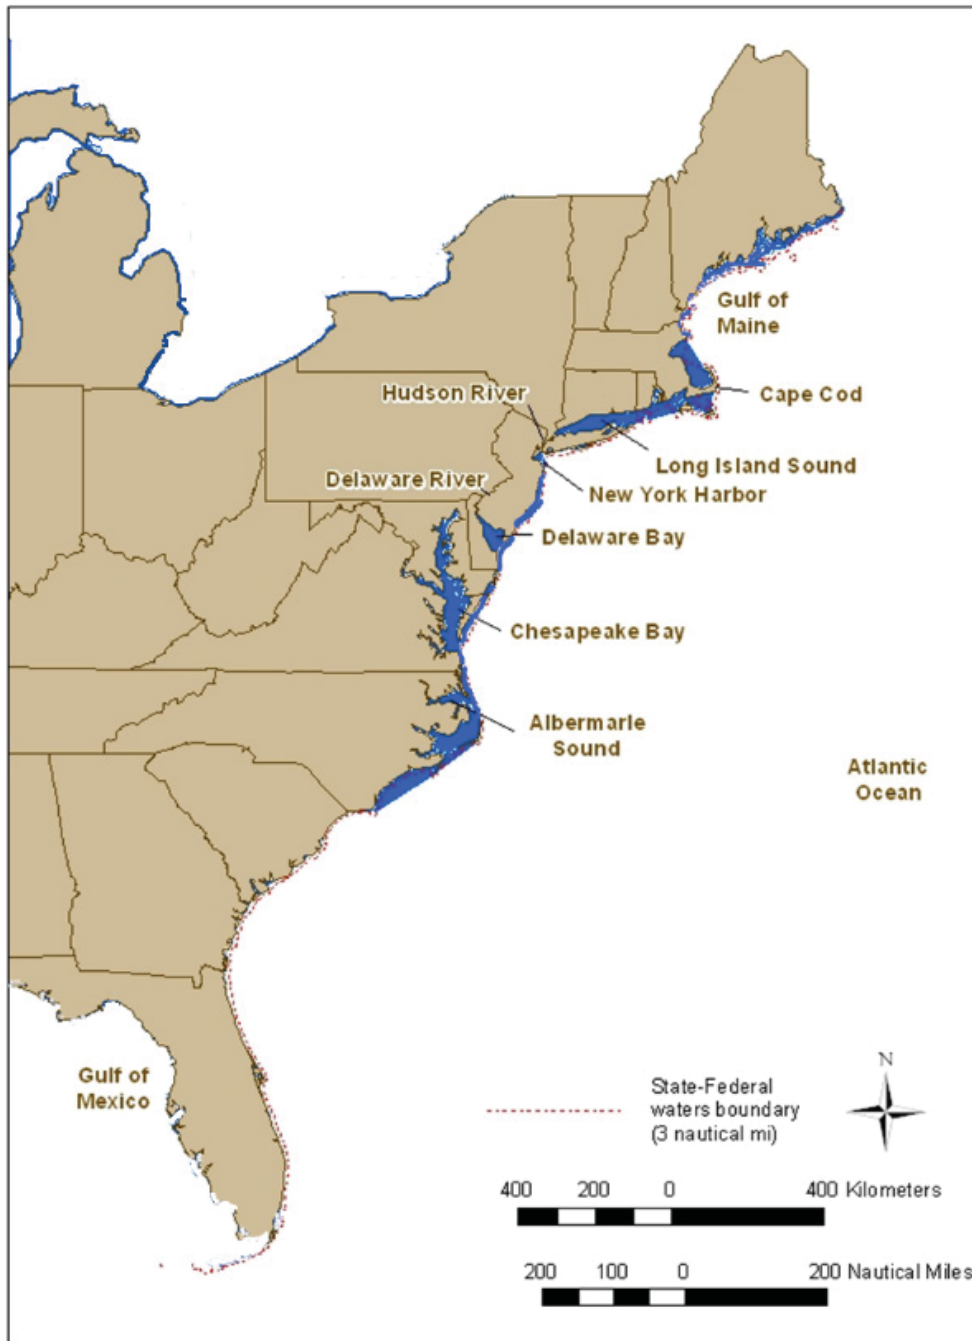 Gulf of
Maine
Hudson River
Cape Cod
Long Island Sound
Delaware River
New York Harbor
Delaware Bay
Chesapeake Bay
Albermarle
Sound
Atlantic
Ocean
Gulf of
Mexico
State-Federal
waters boundary
(3 nautical mi)
N
400 200 0 400 Kilometers
200 100 0 200 Nautical Miles